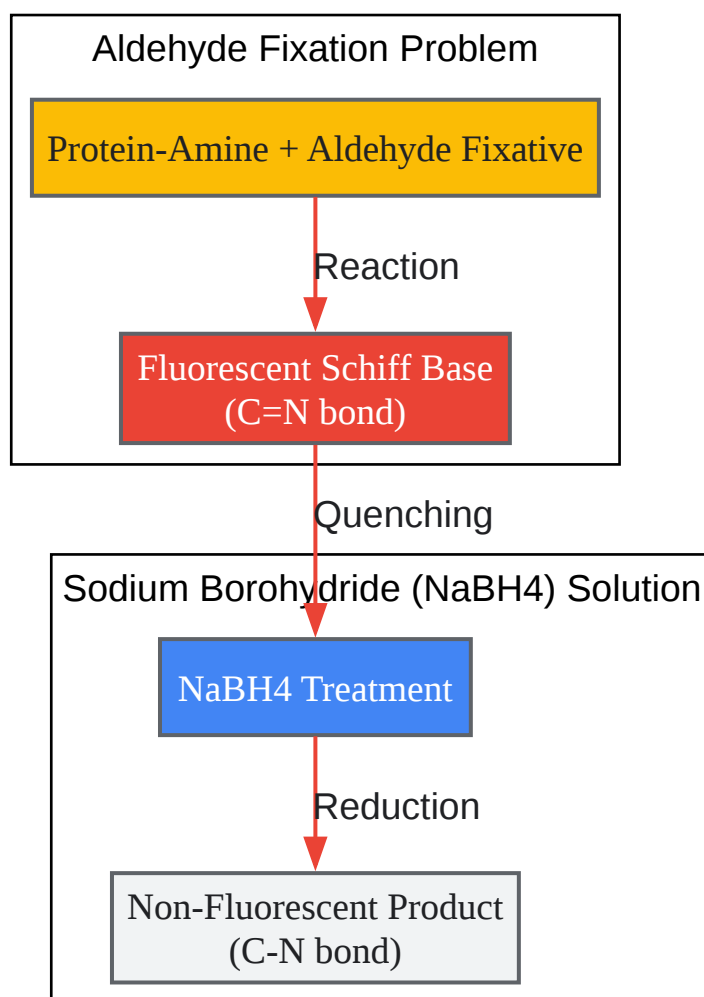 Aldehyde Fixation Problem
Protein-Amine + Aldehyde Fixative
Reaction
Fluorescent Schiff Base
(C=N bond)
Quenching
Sodium Borohydride (NaBH4) Solution
NaBH4 Treatment
Reduction
Non-Fluorescent Product
(C-N bond)